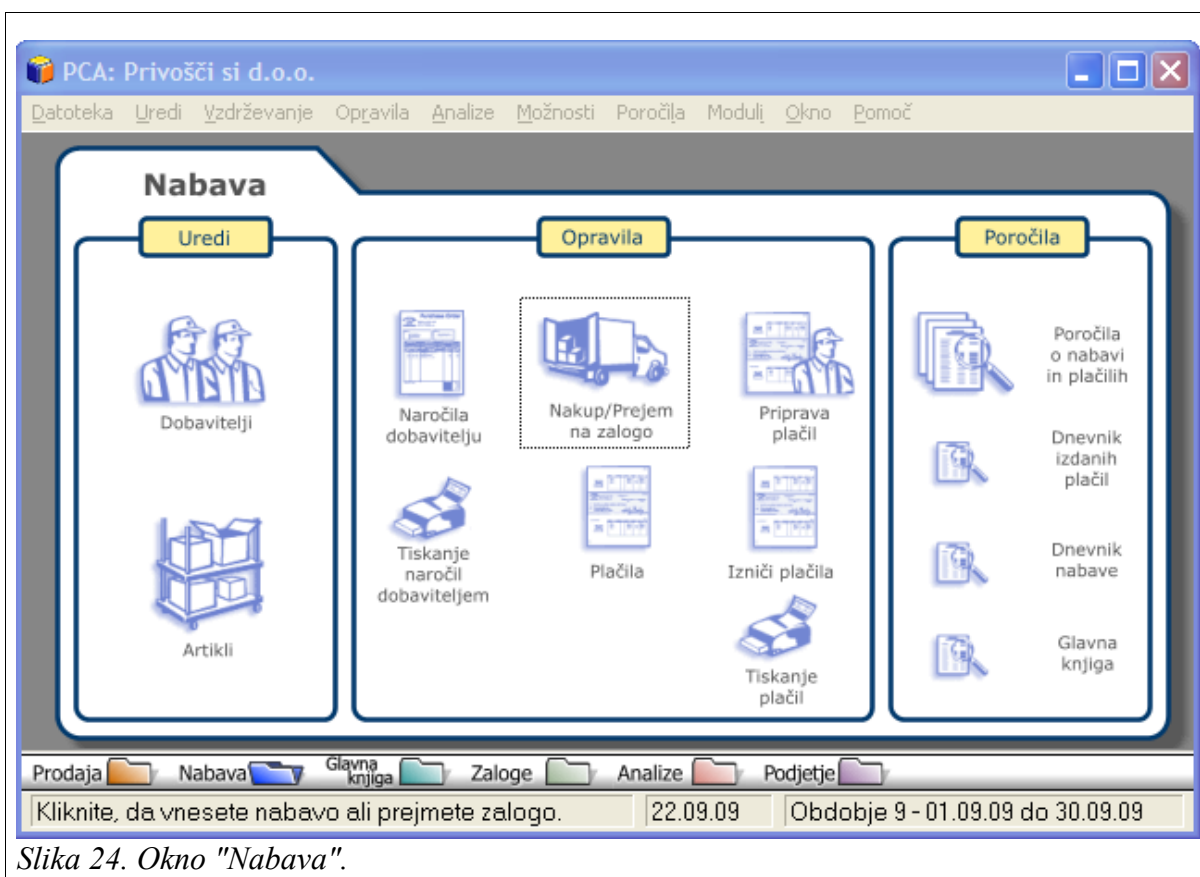 PCA: Privošči si d.o.o.
Datoteka Uredi Vzdrževanje Opravila Analize Možnosti Poročila Moduli Okno Pomoč
Nabava
Uredi
Dobavitelji
Artikli
Opravila
Naročila
dobavitelju
Nakup/Prejem
na zalogo
Priprava
plačil
Tiskanje
naročil
dobaviteljem
Plačila
Izniči plačila
Tiskanje
plačil
Poročila
Poročila
o nabavi
in plačilih
Dnevnik
izdanih
plačil
Dnevnik
nabave
Glavna
knjiga
Prodaja
Nabava
Glavna
knjiga
Zaloge
Analize
Podjetje
Kliknite, da vnesete nabavo ali prejmete zalogo.
22.09.09
Obdobje 9 - 01.09.09 do 30.09.09
Slika 24. Okno "Nabava".